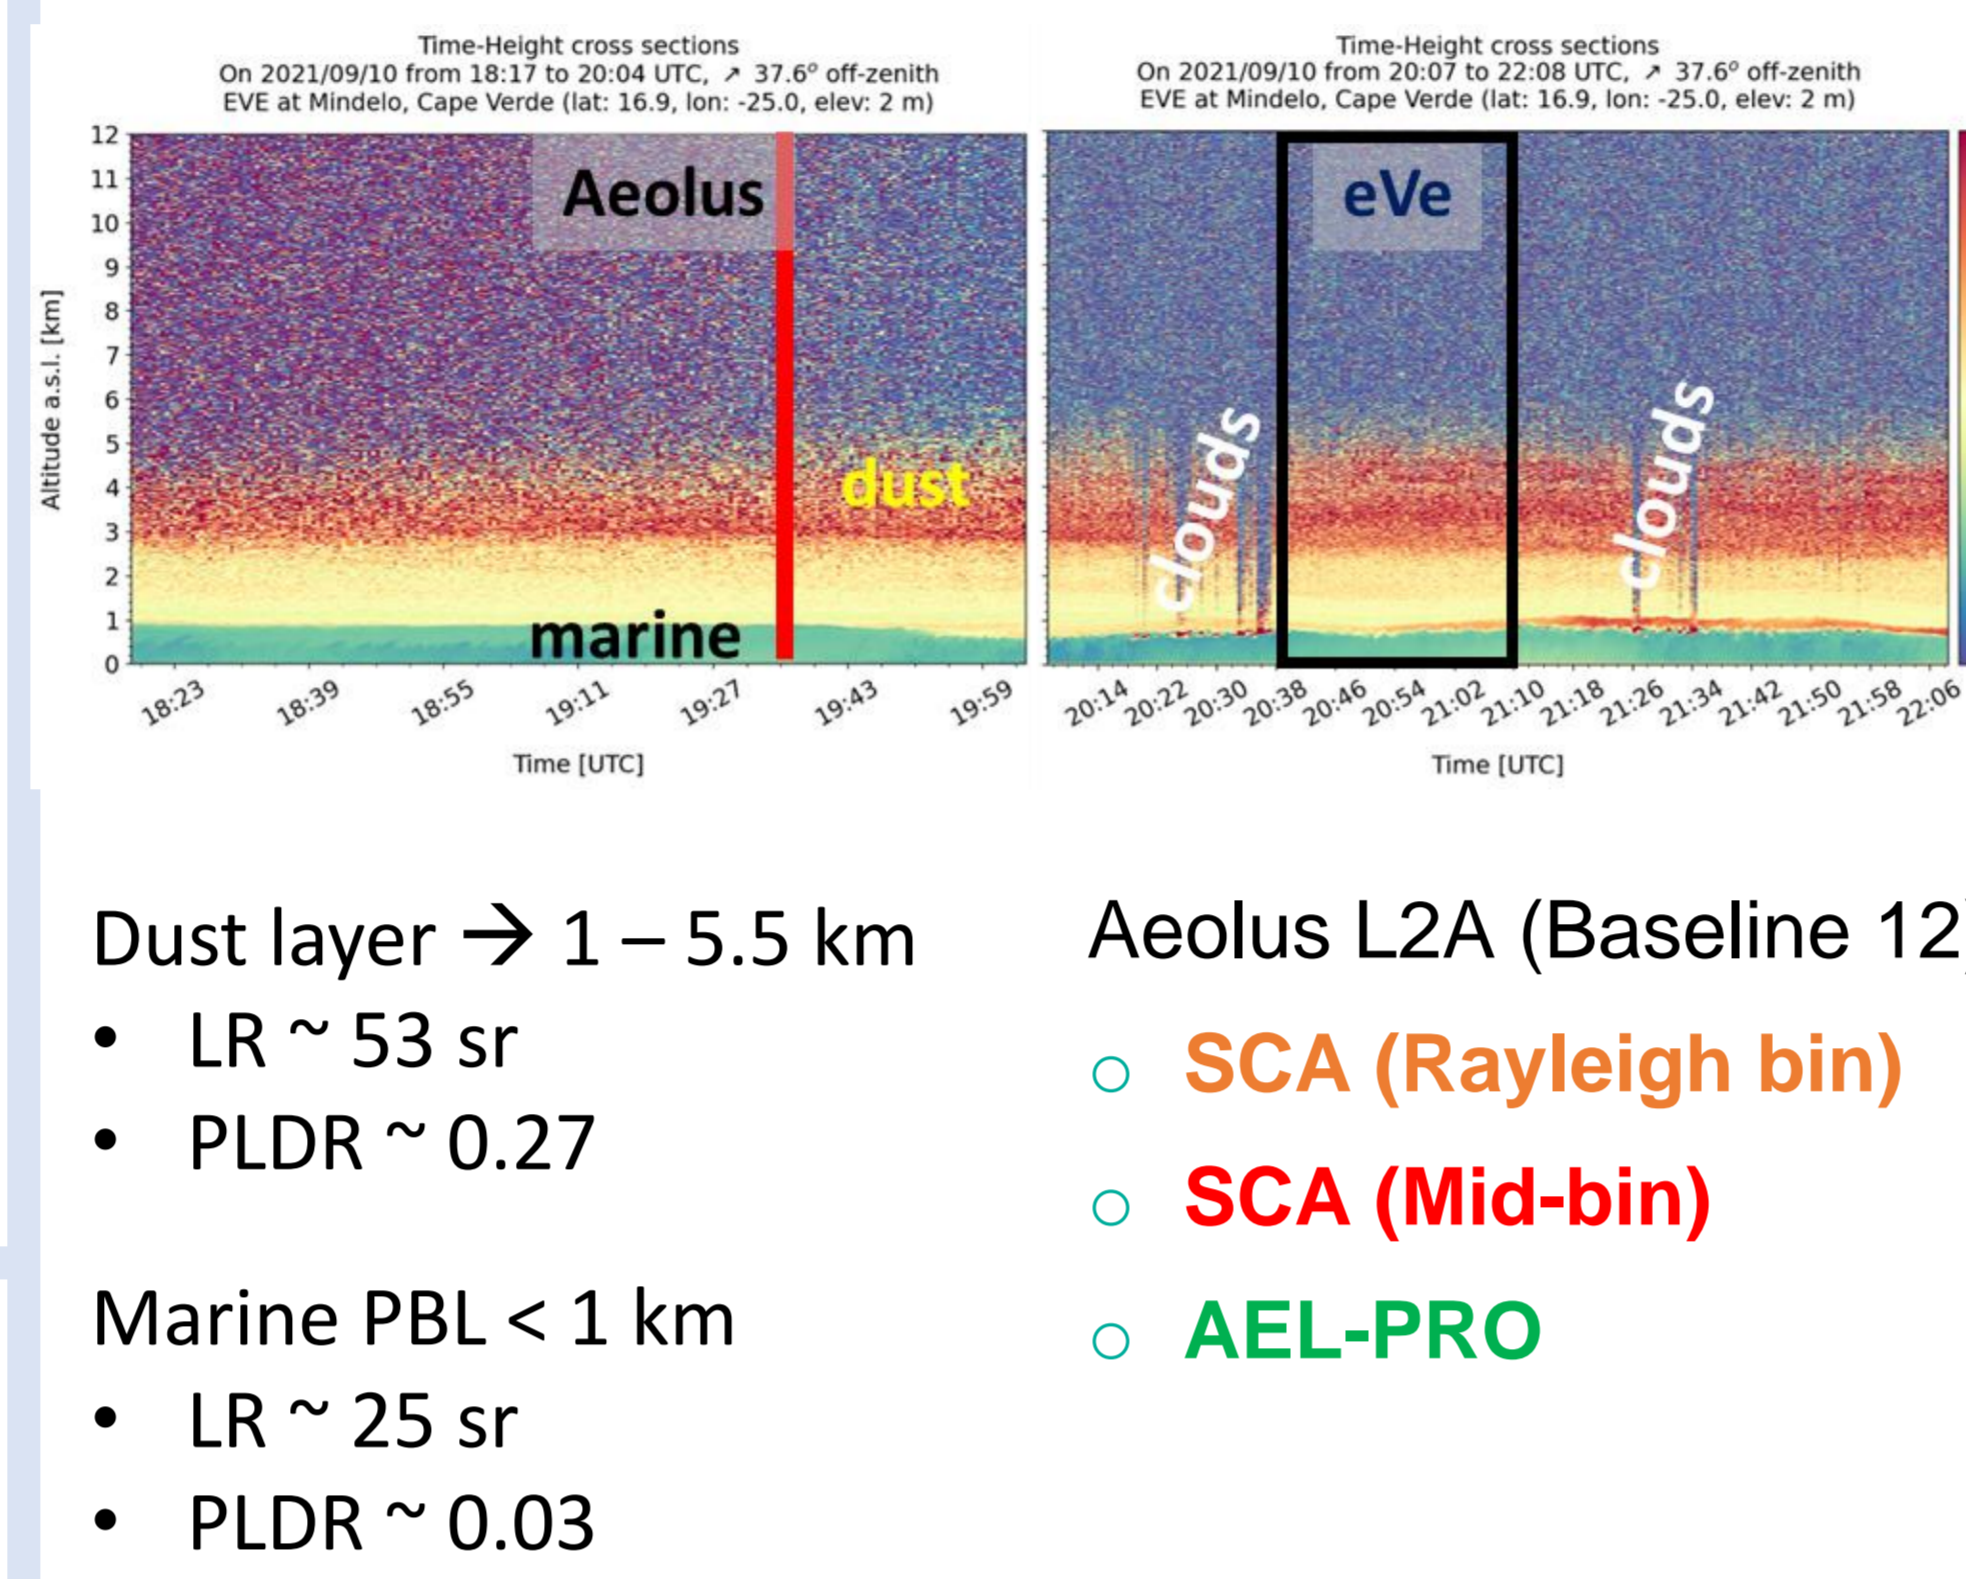 Time-Height cross sections
On 2021/09/10 from 18:17 to 20:04 UTC, ↗ 37.6° off-zenith
EVE at Mindelo, Cape Verde (lat: 16.9, lon: -25.0, elev: 2 m)
Altitude a.s.l. [km]
12
11
10
9
8
7
6
5
4
3
2
1
0
Aeolus
dust
marine
18:23 18:39 18:55 19:11 19:27 19:43 19:59
Time [UTC]
Time-Height cross sections
On 2021/09/10 from 20:07 to 22:08 UTC, ↗ 37.6° off-zenith
EVE at Mindelo, Cape Verde (lat: 16.9, lon: -25.0, elev: 2 m)
eVe
clouds
clouds
20:14 20:22 20:30 20:38 20:46 20:54 21:02 21:10 21:18 21:26 21:34 21:42 21:50 21:58 22:06
Time [UTC]
Dust layer → 1 – 5.5 km
• LR ~ 53 sr
• PLDR ~ 0.27
Marine PBL < 1 km
• LR ~ 25 sr
• PLDR ~ 0.03
Aeolus L2A (Baseline 12)
○ SCA (Rayleigh bin)
○ SCA (Mid-bin)
○ AEL-PRO